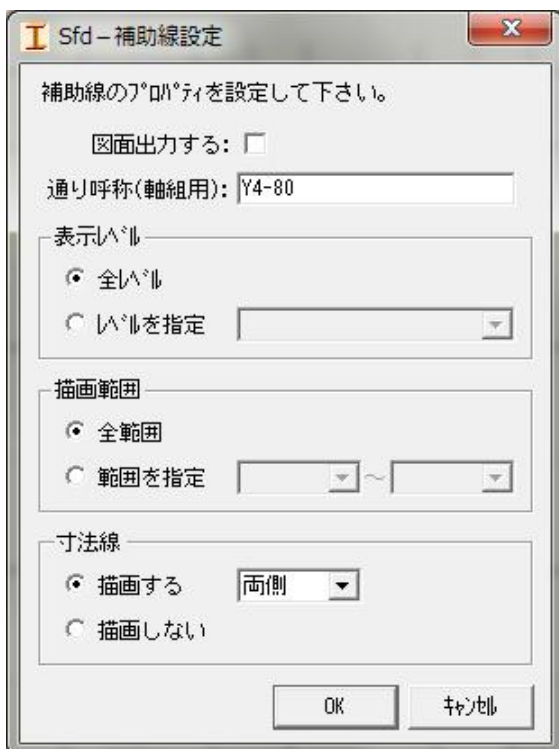 Sfd－補助線設定
補助線のﾌﾟﾛﾊﾟﾃｨを設定して下さい。
図面出力する:
通り呼称(軸組用): Y4-80
表示ﾚﾍﾞﾙ
全ﾚﾍﾞﾙ
ﾚﾍﾞﾙを指定
描画範囲
全範囲
範囲を指定 ～
寸法線
描画する 両側
描画しない
OK ｷｬﾝｾﾙ